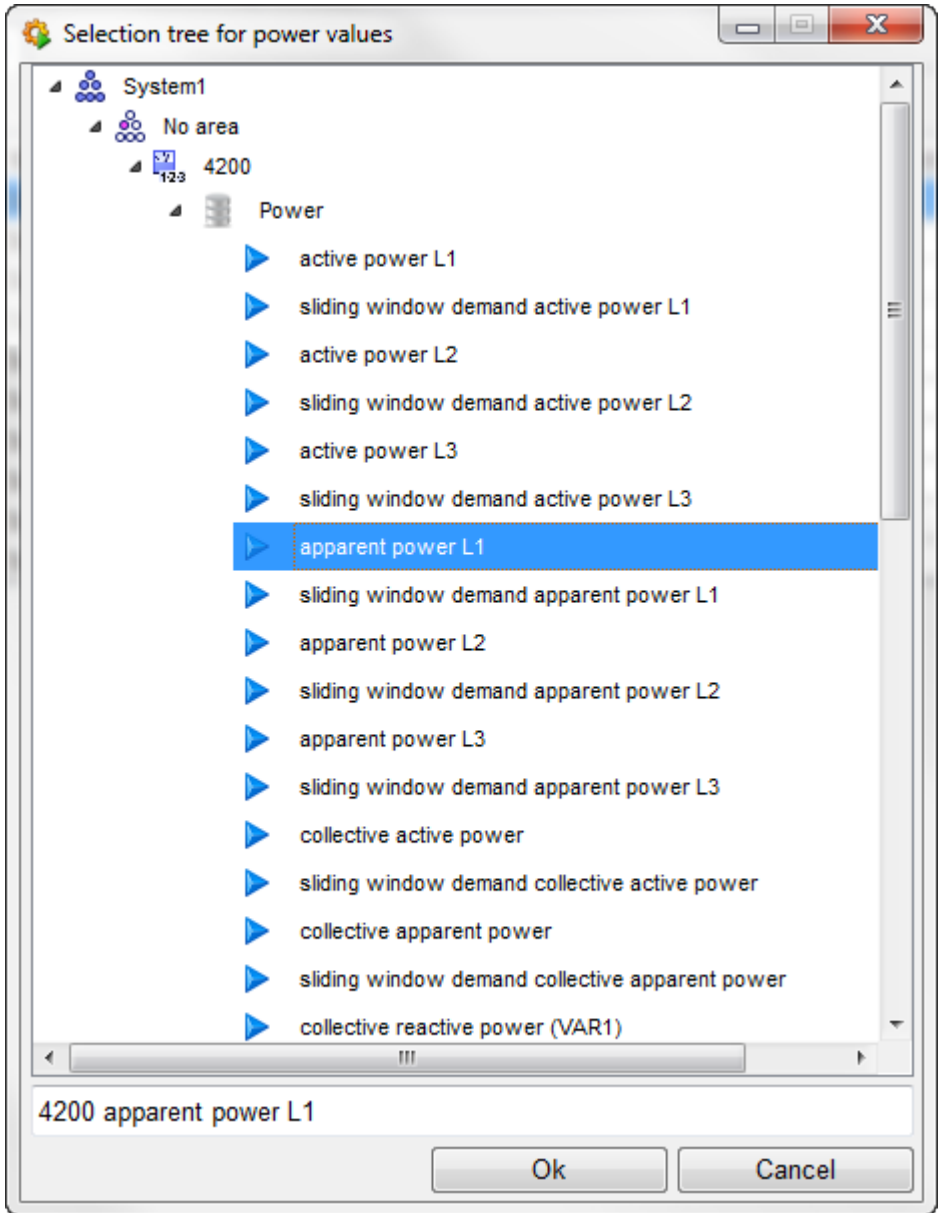 Selection tree for power values
System1
No area
4200
Power
active power L1
sliding window demand active power L1
active power L2
sliding window demand active power L2
active power L3
sliding window demand active power L3
apparent power L1
sliding window demand apparent power L1
apparent power L2
sliding window demand apparent power L2
apparent power L3
sliding window demand apparent power L3
collective active power
sliding window demand collective active power
collective apparent power
sliding window demand collective apparent power
collective reactive power (VAR1)
4200 apparent power L1
Ok
Cancel